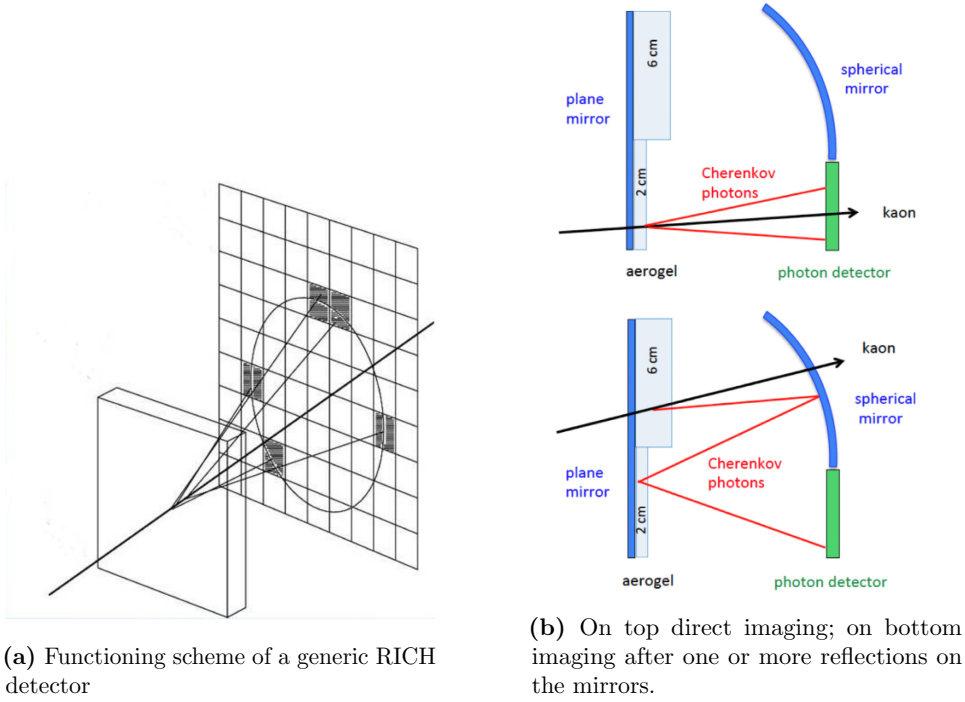 6 cm
spherical
mirror
plane
mirror
Cherenkov
photons
2 cm
kaon
aerogel
photon detector
6 cm
kaon
spherical
mirror
Cherenkov
photons
plane
mirror
2 cm
aerogel
photon detector
(a) Functioning scheme of a generic RICH
detector
(b) On top direct imaging; on bottom
imaging after one or more reflections on
the mirrors.